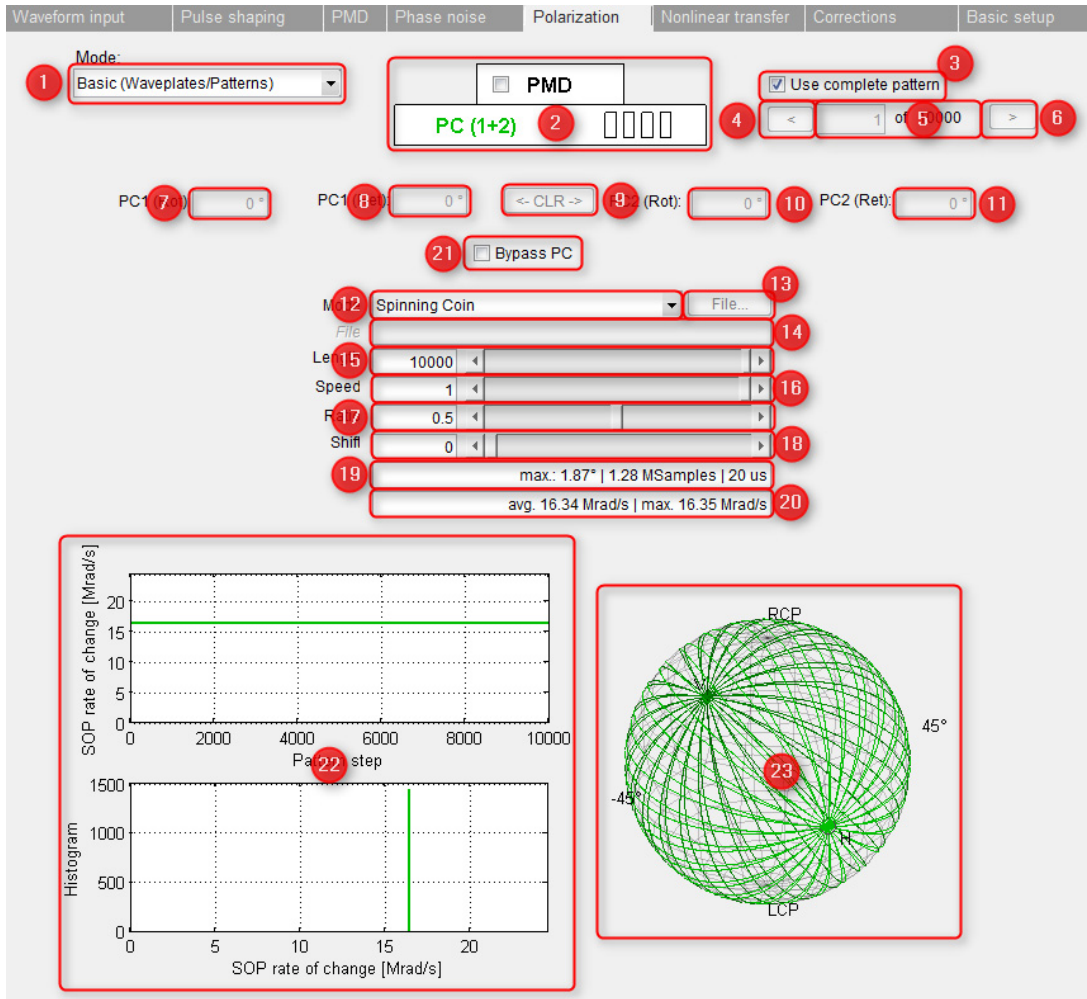 Waveform input Pulse shaping PMD Phase noise Polarization Nonlinear transfer Corrections Basic setup
Mode:
1 Basic (Waveplates/Patterns)
PMD
PC (1+2) 2
3
Use complete pattern
4 < 1 of 5 0000 > 6
PC1 7 0 ° PC1 8 0 ° <- CLR -> 9 (Rot): 0 ° 10 PC2 (Ret): 0 ° 11
21 Bypass PC
12 Spinning Coin File... 13
File 14
15 10000
Speed 1 16
17 0.5
Shift 0 18
19 max.: 1.87° | 1.28 MSamples | 20 us
avg. 16.34 Mrad/s | max. 16.35 Mrad/s 20
SOP rate of change [Mrad/s]
20
15
10
5
0
0 2000 4000 6000 8000 10000
22 step
Histogram
1500
1000
500
0
0 5 10 15 20
SOP rate of change [Mrad/s]
RCP
45°
23
-45°
H
LCP